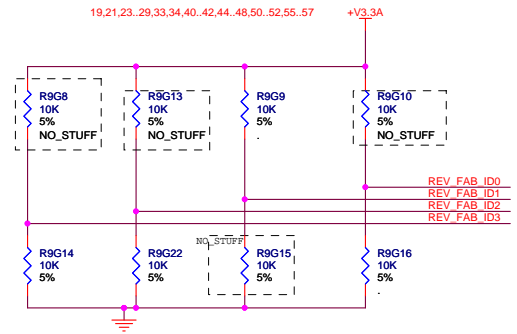 19,21,23..29,33,34,40..42,44..48,50..52,55..57 +V3.3A
R9G8 R9G13 R9G9 R9G10
10K 10K 10K 10K
5% 5% 5% 5%
NO_STUFF NO_STUFF . NO_STUFF
REV_FAB_ID0
REV_FAB_ID1
REV_FAB_ID2
REV_FAB_ID3
NO_STUFF
R9G14 R9G22 R9G15 R9G16
10K 10K 10K 10K
5% 5% 5% 5%
.